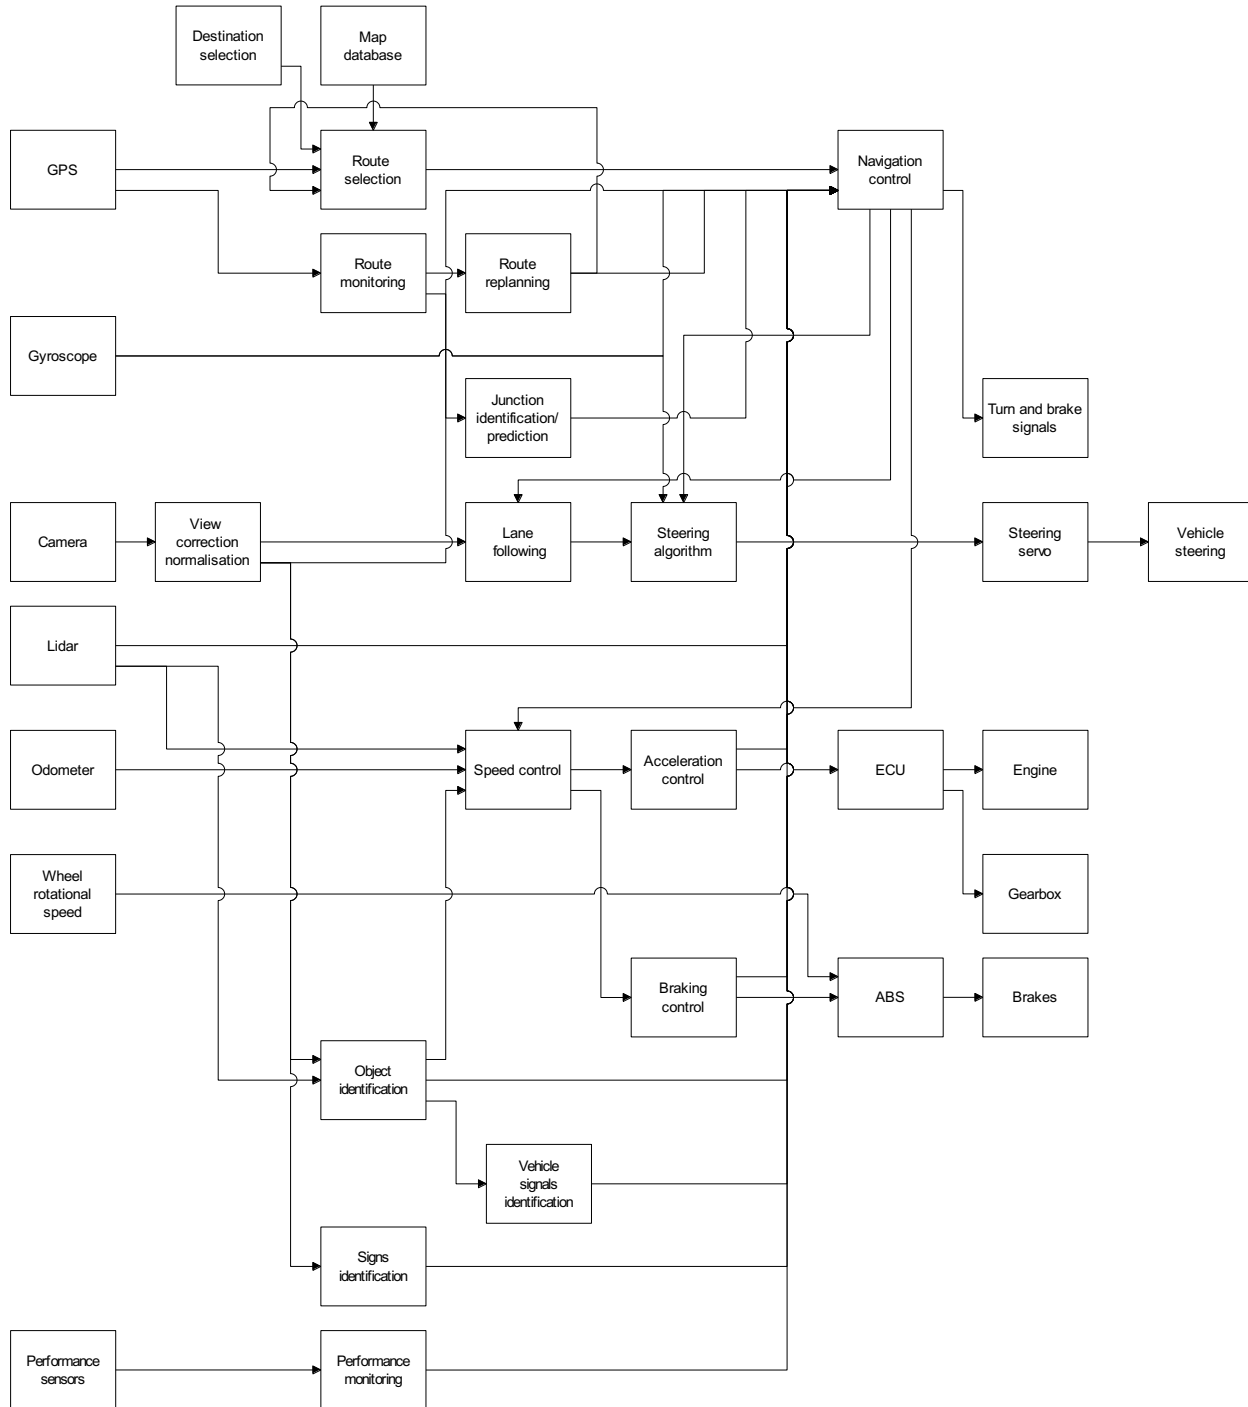 Destination
selection
Map
database
GPS
Route
selection
Navigation
control
Route
monitoring
Route
replanning
Gyroscope
Junction
identification/
prediction
Turn and brake
signals
Camera
View
correction
normalisation
Lane
following
Steering
algorithm
Steering
servo
Vehicle
steering
Lidar
Odometer
Speed control
Acceleration
control
ECU
Engine
Wheel
rotational
speed
Gearbox
Braking
control
ABS
Brakes
Object
identification
Vehicle
signals
identification
Signs
identification
Performance
sensors
Performance
monitoring